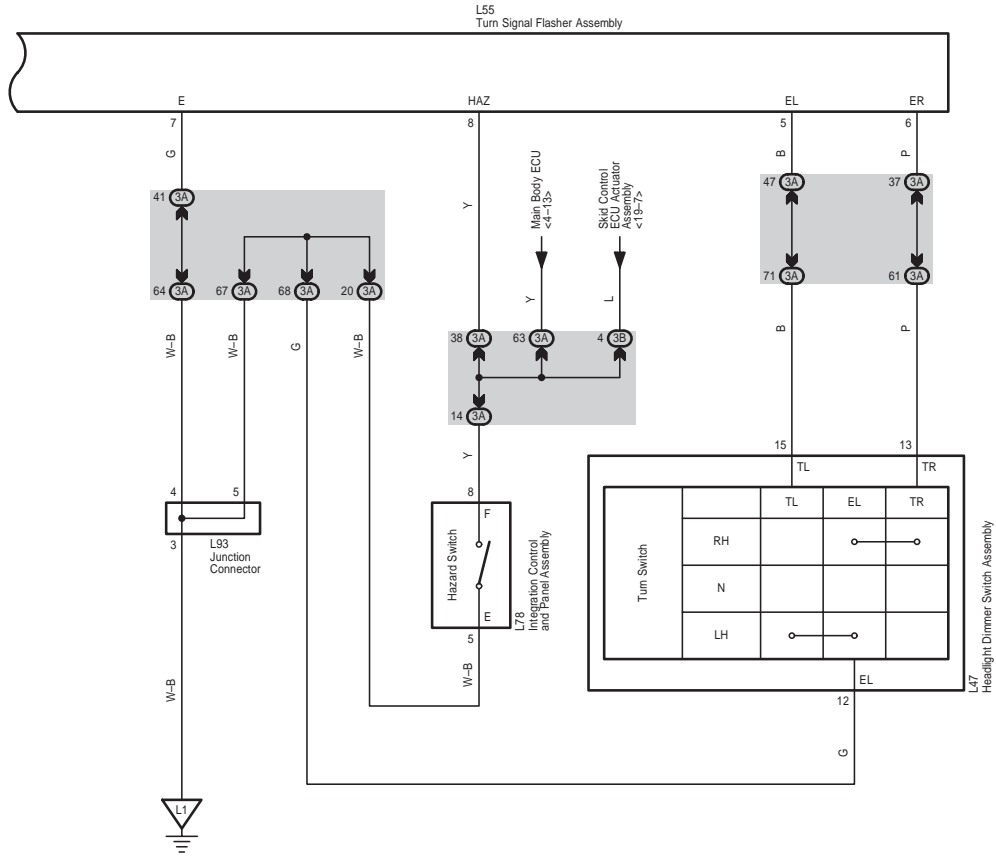 L55
Turn Signal Flasher Assembly
E
HAZ
EL
ER
7
8
5
6
G
Y
B
P
Main Body ECU
<4–13>
Skid Control
ECU Actuator
Assembly
<19–7>
41 3A
47 3A
37 3A
64 3A
67 3A
68 3A
20 3A
71 3A
61 3A
Y
L
W–B
W–B
G
W–B
38 3A
63 3A
4 3B
B
P
14 3A
Y
15
13
TL
TR
4
5
8
3
L93
Junction
Connector
Hazard Switch
F
E
L78
Integration Control
and Panel Assembly
5
Turn Switch
TL
EL
TR
RH
N
LH
EL
L47
Headlight Dimmer Switch Assembly
W–B
W–B
12
G
L1